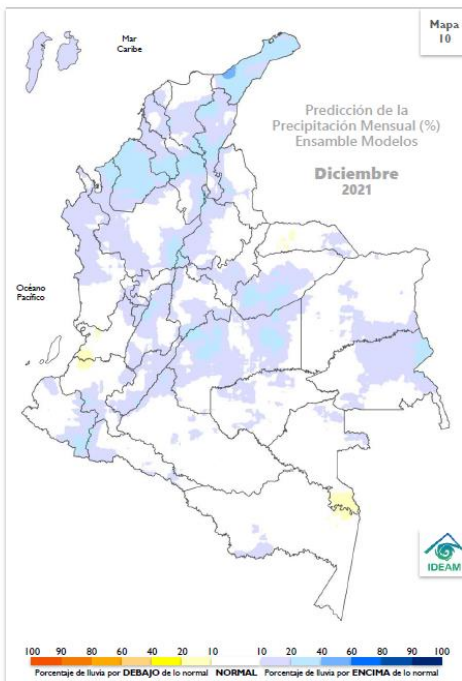 Mapa
10
Mar
Caribe
Predicción de la
Precipitación Mensual (%)
Ensamble Modelos
Diciembre
2021
Océano
Pacífico
IDEAM
100 90 80 60 40 20 10 10 20 40 60 80 90 100
Porcentaje de lluvia por DEBAJO de lo normal NORMAL Porcentaje de lluvia por ENCIMA de lo normal